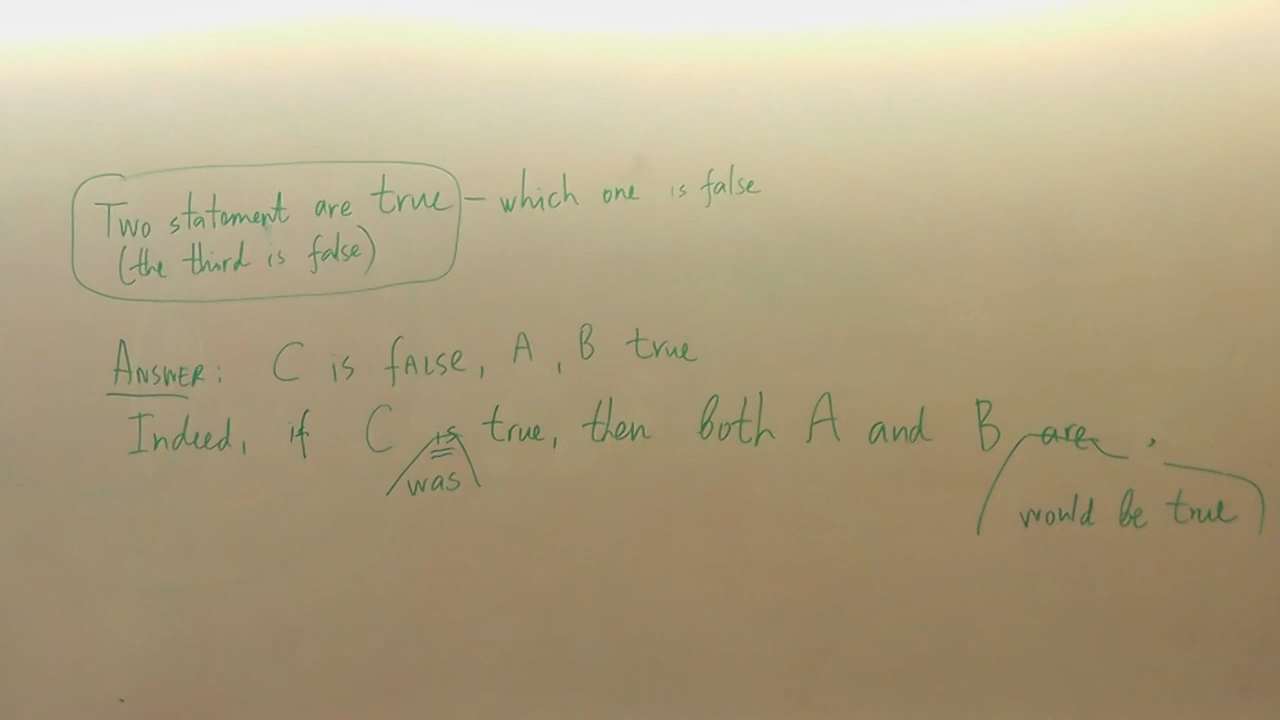 Two statement are true – which one is false
(the third is false)
Answer: C is false, A, B true
Indeed, if C is true, then both A and B are.
was
would be true